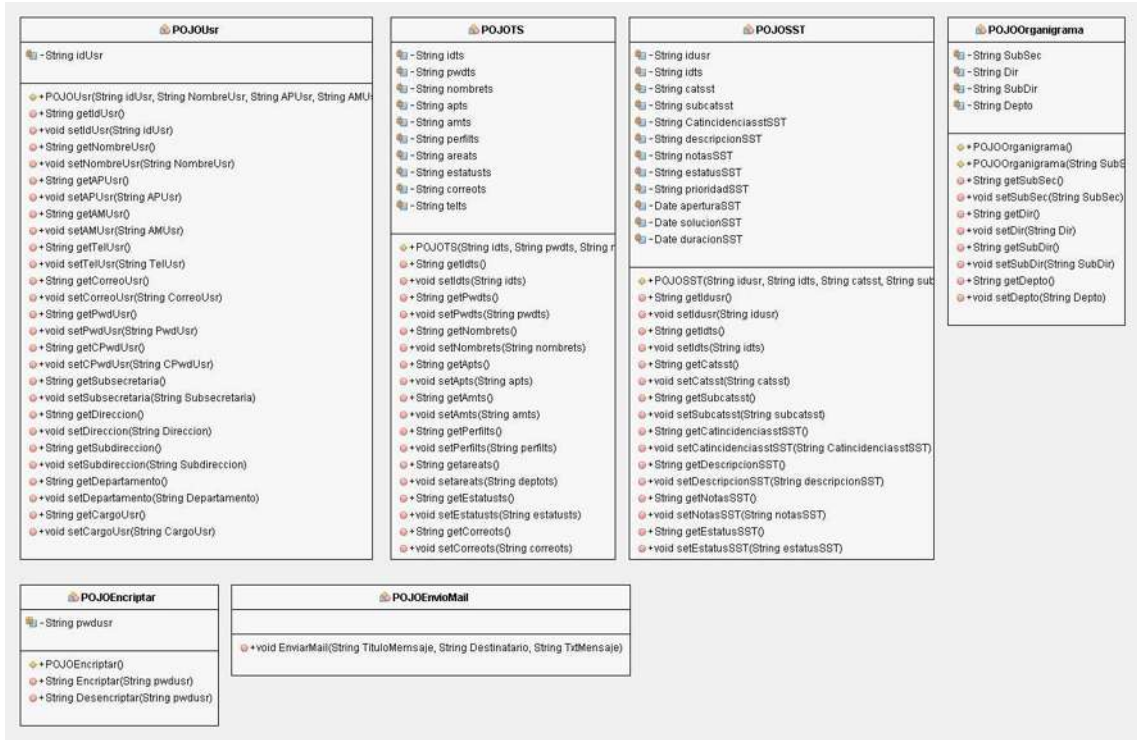 POJOUsr
-String idUsr
+POJOUsr(String idUsr, String NombreUsr, String APUsr, String AMU
+String getIdUsr()
+void setIdUsr(String idUsr)
+String getNombreUsr()
+void setNombreUsr(String NombreUsr)
+String getAPUsr()
+void setAPUsr(String APUsr)
+String getAMUsr()
+void setAMUsr(String AMUsr)
+String getTelUsr()
+void setTelUsr(String TelUsr)
+String getCorreoUsr()
+void setCorreoUsr(String CorreoUsr)
+String getPwdUsr()
+void setPwdUsr(String PwdUsr)
+String getCPwdUsr()
+void setCPwdUsr(String CPwdUsr)
+String getSubsecretaria()
+void setSubsecretaria(String Subsecretaria)
+String getDireccion()
+void setDireccion(String Direccion)
+String getSubdireccion()
+void setSubdireccion(String Subdireccion)
+String getDepartamento()
+void setDepartamento(String Departamento)
+String getCargoUsr()
+void setCargoUsr(String CargoUsr)
POJOTS
-String idts
-String pwdts
-String nombrets
-String apts
-String amts
-String perfilts
-String areats
-String estatusts
-String correots
-String telts
+POJOTS(String idts, String pwdts, String n
+String getIdts()
+void setIdts(String idts)
+String getPwdts()
+void setPwdts(String pwdts)
+String getNombrets()
+void setNombrets(String nombrets)
+String getApts()
+void setApts(String apts)
+String getAmts()
+void setAmts(String amts)
+String getPerfilts()
+void setPerfilts(String perfilts)
+String getareats()
+void setareats(String deptots)
+String getEstatusts()
+void setEstatusts(String estatusts)
+String getCorreots()
+void setCorreots(String correots)
POJOSST
-String idusr
-String idts
-String catsst
-String subcatsst
-String CatincidenciasstSST
-String descripcionSST
-String notasSST
-String estatusSST
-String prioridadSST
-Date aperturaSST
-Date solucionSST
-Date duracionSST
+POJOSST(String idusr, String idts, String catsst, String sub
+String getIdusr()
+void setIdusr(String idusr)
+String getIdts()
+void setIdts(String idts)
+String getCatsst()
+void setCatsst(String catsst)
+String getSubcatsst()
+void setSubcatsst(String subcatsst)
+String getCatincidenciasstSST()
+void setCatincidenciasstSST(String CatincidenciasstSST)
+String getDescripcionSST()
+void setDescripcionSST(String descripcionSST)
+String getNotasSST()
+void setNotasSST(String notasSST)
+String getEstatusSST()
+void setEstatusSST(String estatusSST)
POJOOrganigrama
-String SubSec
-String Dir
-String SubDir
-String Depto
+POJOOrganigrama()
+POJOOrganigrama(String SubS
+String getSubSec()
+void setSubSec(String SubSec)
+String getDir()
+void setDir(String Dir)
+String getSubDir()
+void setSubDir(String SubDir)
+String getDepto()
+void setDepto(String Depto)
POJOEncriptar
-String pwdusr
+POJOEncriptar()
+String Encriptar(String pwdusr)
+String Desencriptar(String pwdusr)
POJOEnvioMail
+void EnviarMail(String TituloMemsaje, String Destinatario, String TxtMensaje)